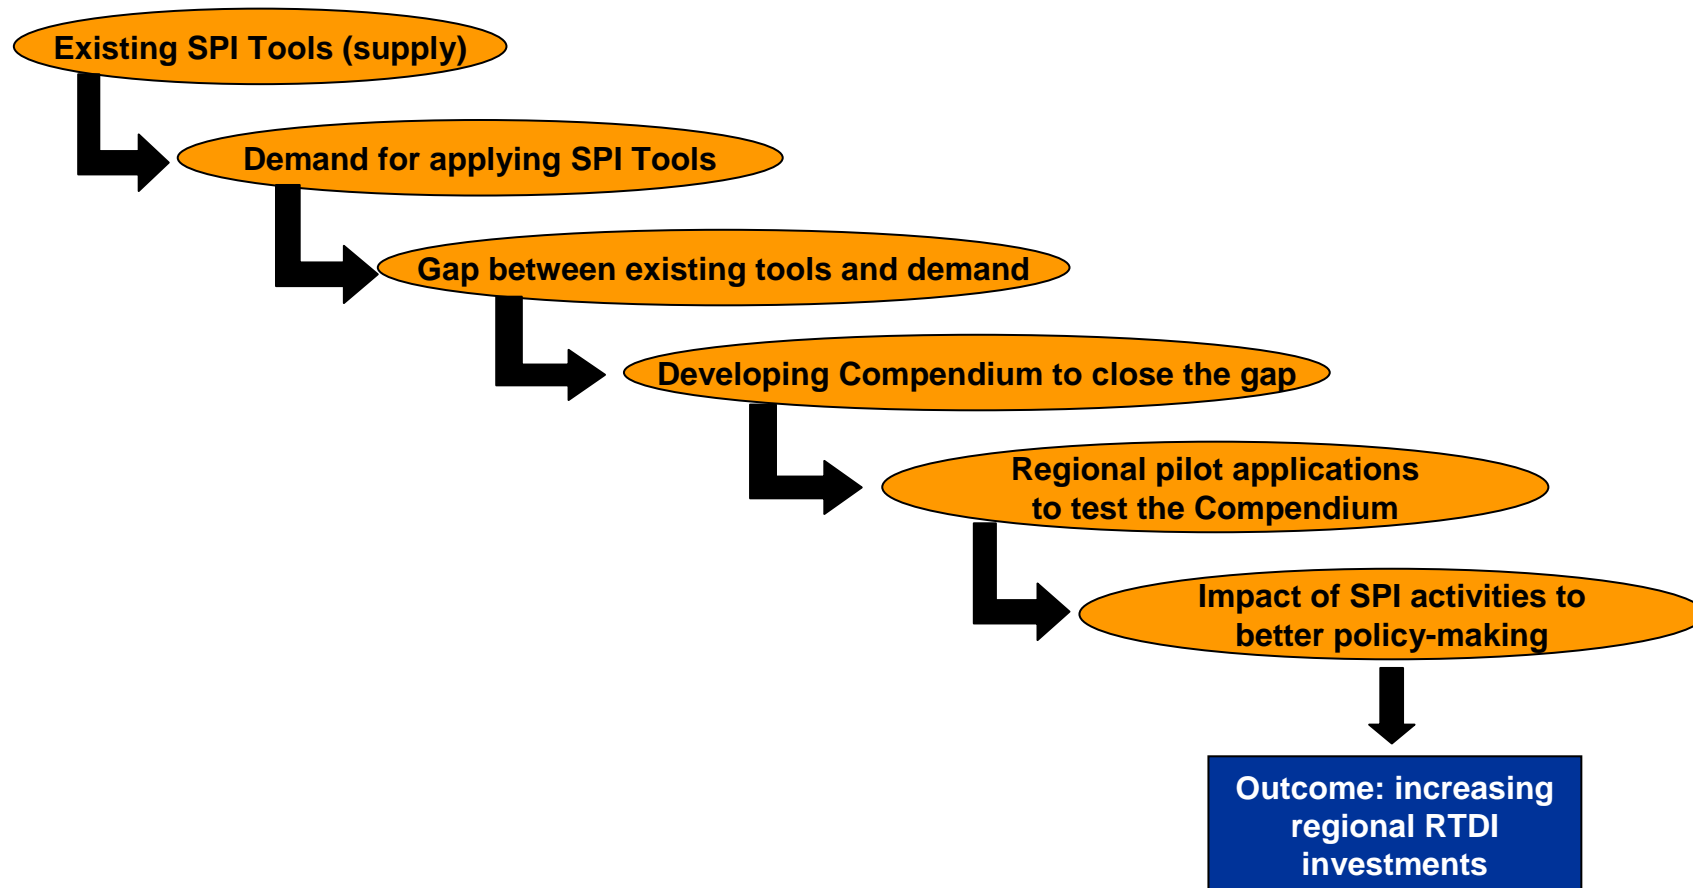 Existing SPI Tools (supply)
Demand for applying SPI Tools
Gap between existing tools and demand
Developing Compendium to close the gap
Regional pilot applications
to test the Compendium
Impact of SPI activities to
better policy-making
Outcome: increasing
regional RTDI
investments